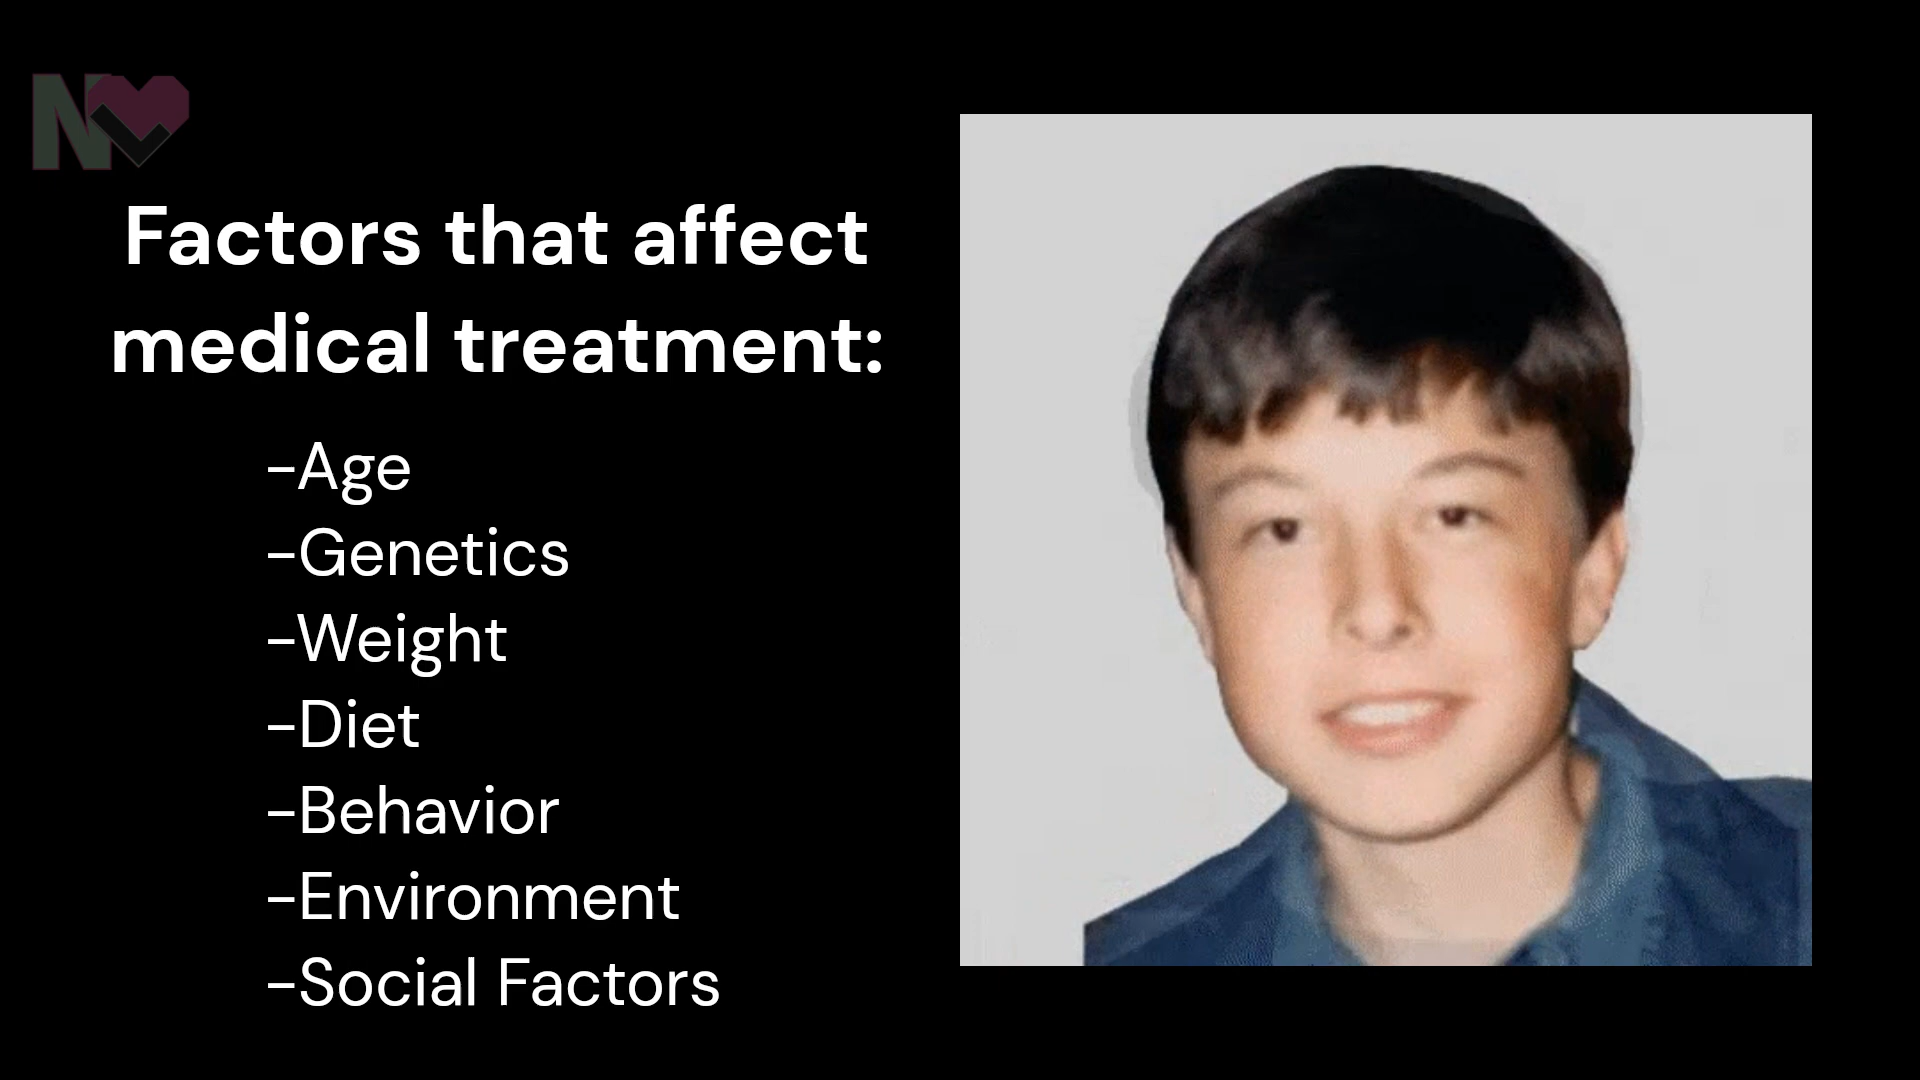 N
Factors that affect
medical treatment:
-Age
-Genetics
-Weight
-Diet
-Behavior
-Environment
-Social Factors